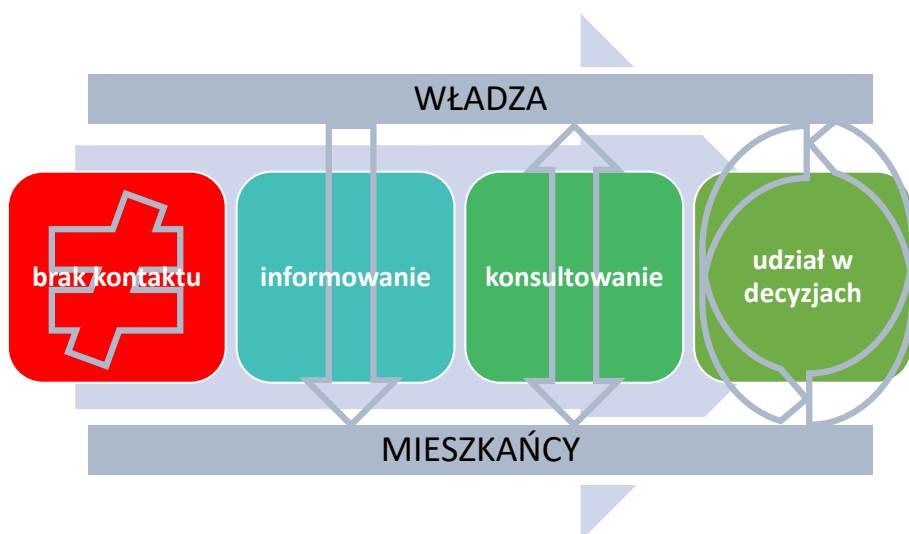 WŁADZA
brak kontaktu
informowanie
konsultowanie
udział w
decyzjach
MIESZKAŃCY